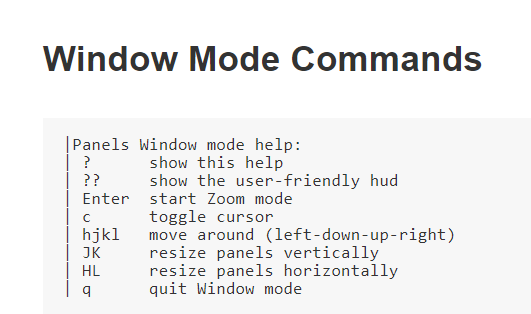 Window Mode Commands
|Panels Window mode help:
| ?      show this help
| ??     show the user-friendly hud
| Enter  start Zoom mode
| c      toggle cursor
| hjkl   move around (left-down-up-right)
| JK     resize panels vertically
| HL     resize panels horizontally
| q      quit Window mode